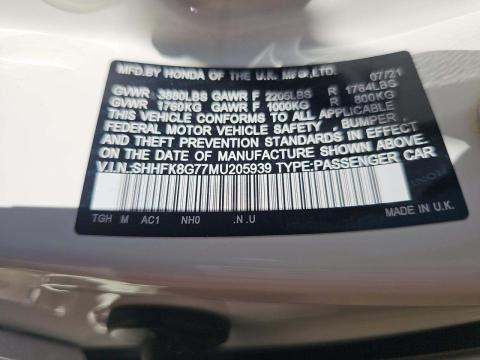 MFD.BY HONDA OF THE U.K. MFG.,LTD. 07/21
GVWR 3880LBS GAWR F 2205LBS R 1764LBS
GVWR 1760KG GAWR F 1000KG R 800KG
THIS VEHICLE CONFORMS TO ALL APPLICABLE
FEDERAL MOTOR VEHICLE SAFETY , BUMPER ,
AND THEFT PREVENTION STANDARDS IN EFFECT ON
THE DATE OF MANUFACTURE SHOWN ABOVE.
V.I.N:SHHFK8G77MU205939 TYPE:PASSENGER CAR
TGH M AC1 NH0 .N.U MADE IN U.K.